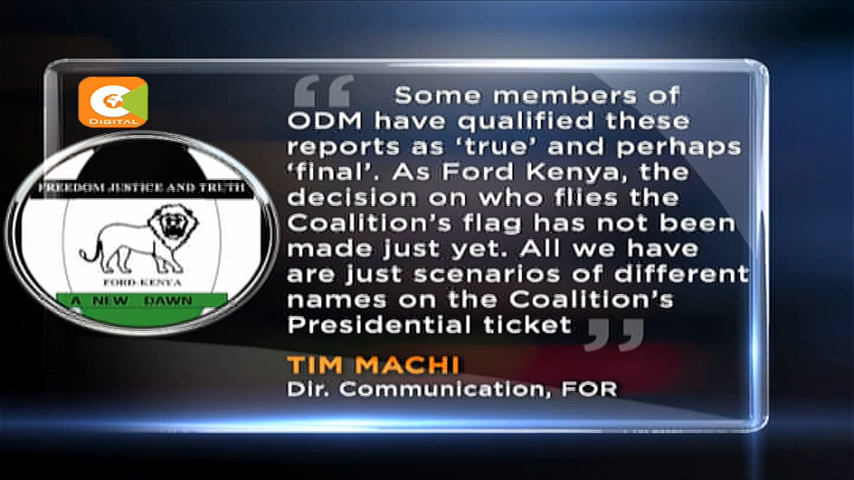 C
DIGITAL
FREEDOM JUSTICE AND TRUTH
FORD-KENYA
A NEW DAWN
“ Some members of
ODM have qualified these
reports as ‘true’ and perhaps
‘final’. As Ford Kenya, the
decision on who flies the
Coalition’s flag has not been
made just yet. All we have
are just scenarios of different
names on the Coalition’s
Presidential ticket ”
TIM MACHI
Dir. Communication, FOR